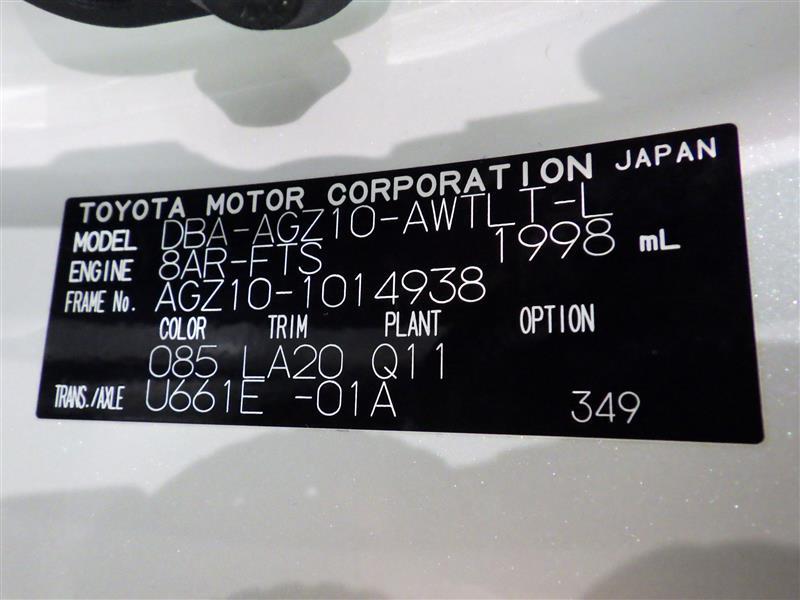 TOYOTA MOTOR CORPORATION JAPAN
MODEL DBA-AGZ10-AWTLT-L
ENGINE 8AR-FTS 1998 mL
FRAME No. AGZ10-1014938
COLOR TRIM PLANT OPTION
085 LA20 Q11
TRANS./AXLE U661E -01A 349